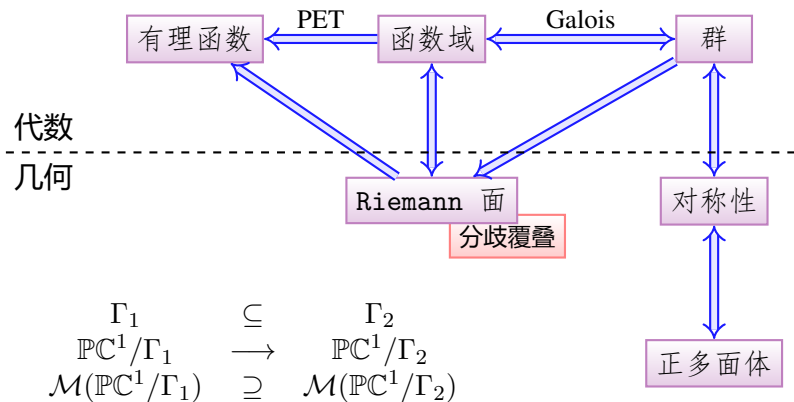 PET
Galois
有理函数
函数域
群
代数
几何
Riemann 面
对称性
分歧覆叠
Γ₁ ⊆ Γ₂
ℙℂ¹/Γ₁ ⟶ ℙℂ¹/Γ₂
ℳ(ℙℂ¹/Γ₁) ⊇ ℳ(ℙℂ¹/Γ₂)
正多面体